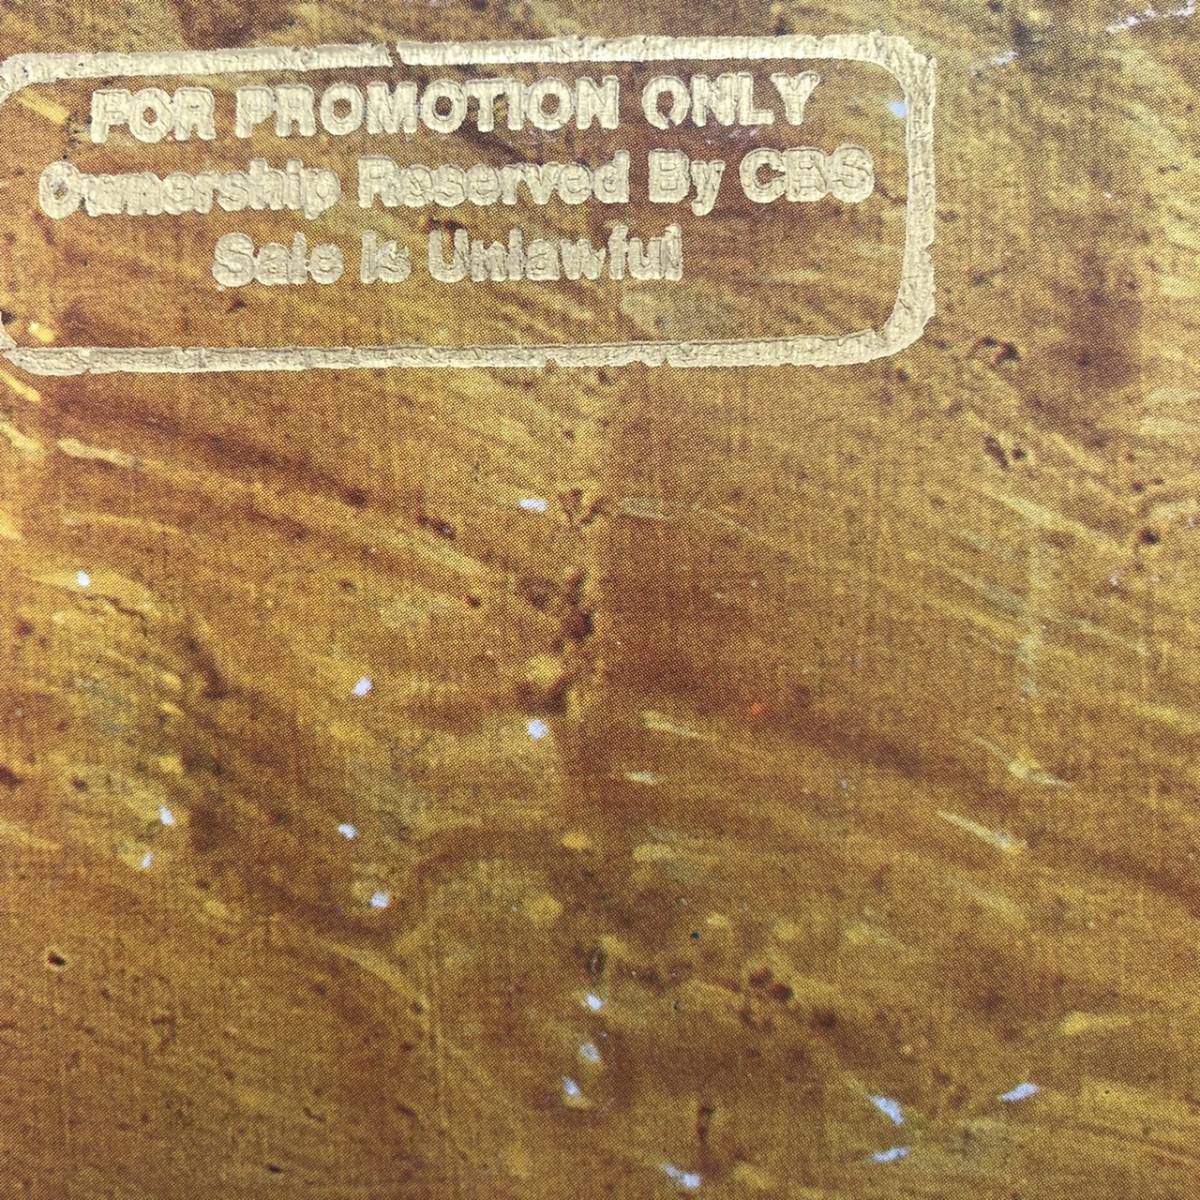 FOR PROMOTION ONLY
Ownership Reserved By CBS
Sale Is Unlawful